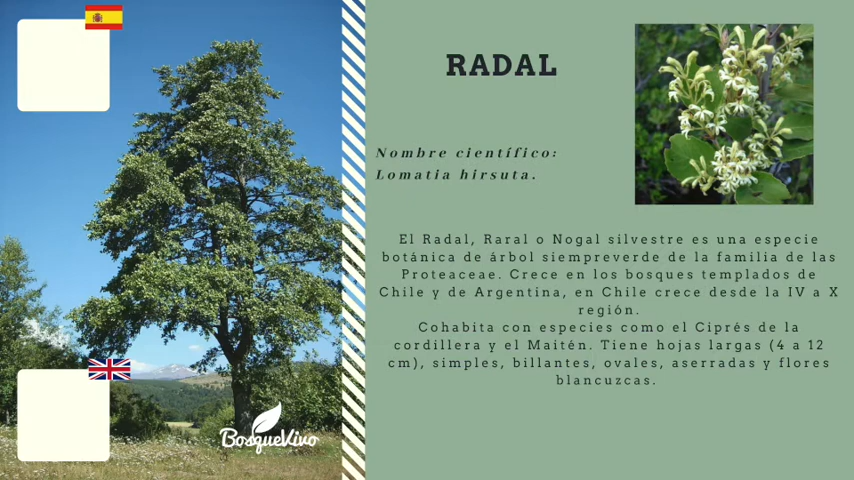 RADAL
Nombre científico:
Lomatia hirsuta.
El Radal, Raral o Nogal silvestre es una especie
botánica de árbol siempreverde de la familia de las
Proteaceae. Crece en los bosques templados de
Chile y de Argentina, en Chile crece desde la IV a X
región.
Cohabita con especies como el Ciprés de la
cordillera y el Maitén. Tiene hojas largas (4 a 12
cm), simples, billantes, ovales, aserradas y flores
blancuzcas.
BosqueVivo